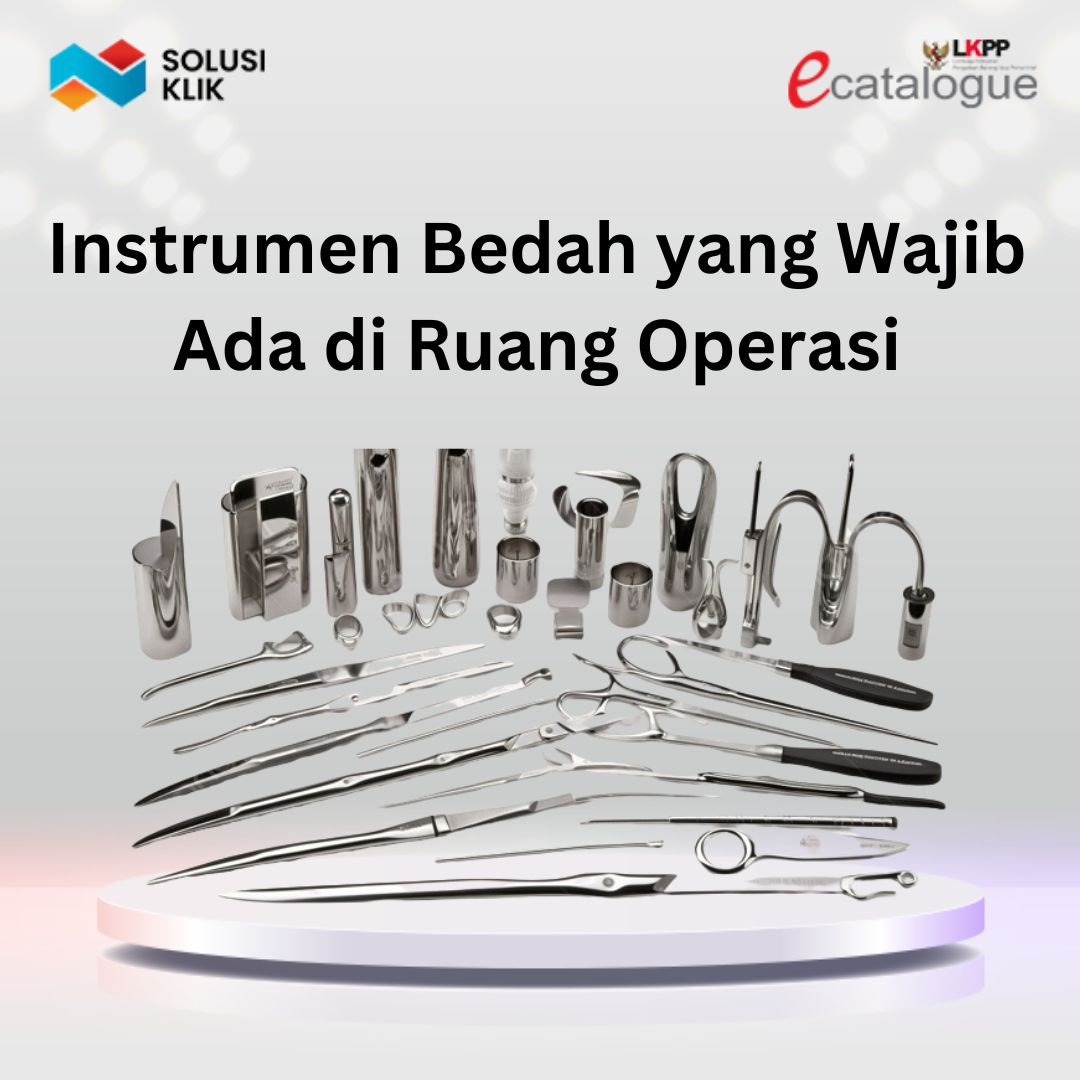 SOLUSI
KLIK
LKPP
ecatalogue
Instrumen Bedah yang Wajib
Ada di Ruang Operasi